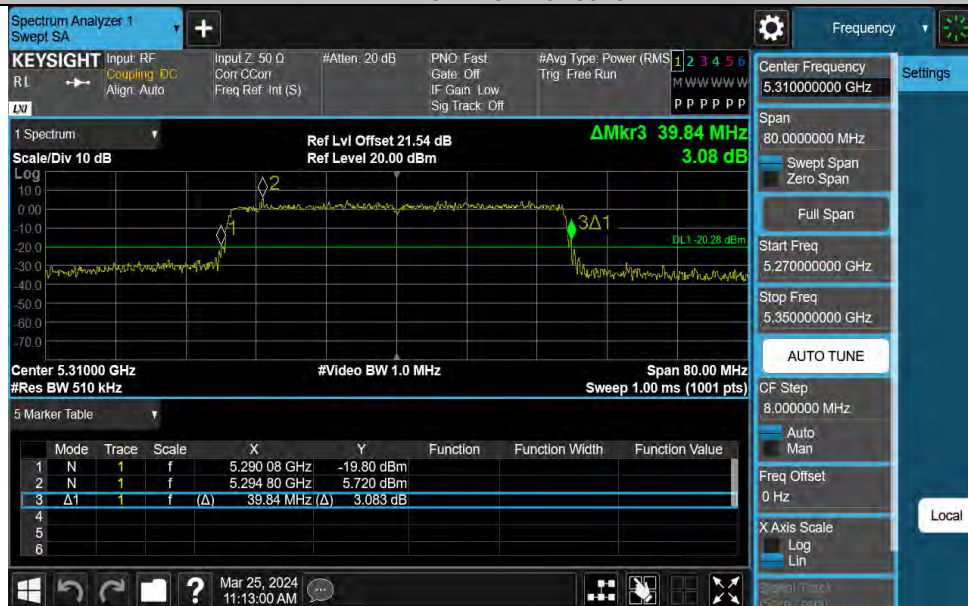 Spectrum Analyzer 1
Swept SA
Frequency
KEYSIGHT
RL
LXI
Input: RF
Coupling: DC
Align: Auto
Input Z: 50 Ω
Corr CCorr
Freq Ref: Int (S)
#Atten: 20 dB
PNO: Fast
Gate: Off
IF Gain: Low
Sig Track: Off
#Avg Type: Power (RMS
Trig: Free Run
1 2 3 4 5 6
M W W W W W
P P P P P P
1 Spectrum
Scale/Div 10 dB
Ref Lvl Offset 21.54 dB
Ref Level 20.00 dBm
ΔMkr3 39.84 MHz
3.08 dB
Log
10.0
0.00
-10.0
-20.0
-30.0
-40.0
-50.0
-60.0
-70.0
1
2
3Δ1
DL1 -20.28 dBm
Center 5.31000 GHz
#Res BW 510 kHz
#Video BW 1.0 MHz
Span 80.00 MHz
Sweep 1.00 ms (1001 pts)
5 Marker Table
Mode Trace Scale X Y Function Function Width Function Value
1 N 1 f 5.290 08 GHz -19.80 dBm
2 N 1 f 5.294 80 GHz 5.720 dBm
3 Δ1 1 f (Δ) 39.84 MHz (Δ) 3.083 dB
4
5
6
Mar 25, 2024
11:13:00 AM
Center Frequency
5.310000000 GHz
Span
80.0000000 MHz
Swept Span
Zero Span
Full Span
Start Freq
5.270000000 GHz
Stop Freq
5.350000000 GHz
AUTO TUNE
CF Step
8.000000 MHz
Auto
Man
Freq Offset
0 Hz
X Axis Scale
Log
Lin
Signal Track
Settings
Local